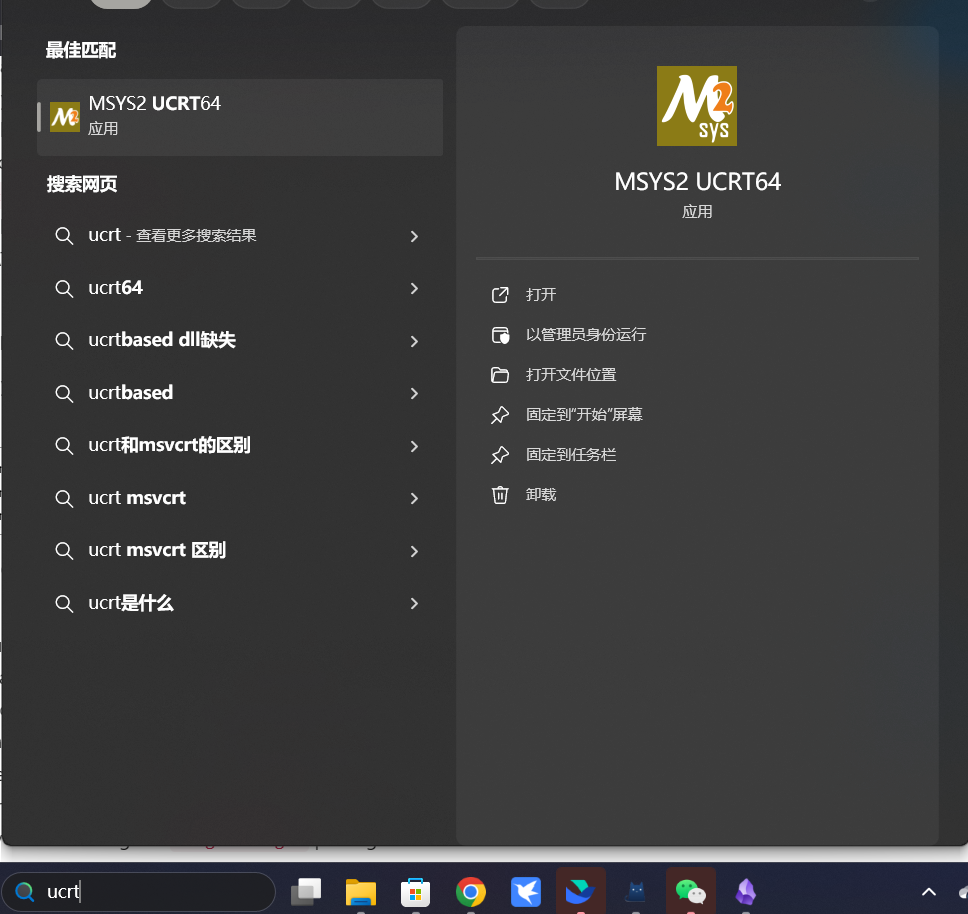 最佳匹配
MSYS2 UCRT64
应用
搜索网页
ucrt - 查看更多搜索结果
ucrt64
ucrtbased dll缺失
ucrtbased
ucrt和msvcrt的区别
ucrt msvcrt
ucrt msvcrt 区别
ucrt是什么
M2
sys
MSYS2 UCRT64
应用
打开
以管理员身份运行
打开文件位置
固定到"开始"屏幕
固定到任务栏
卸载
ucrt